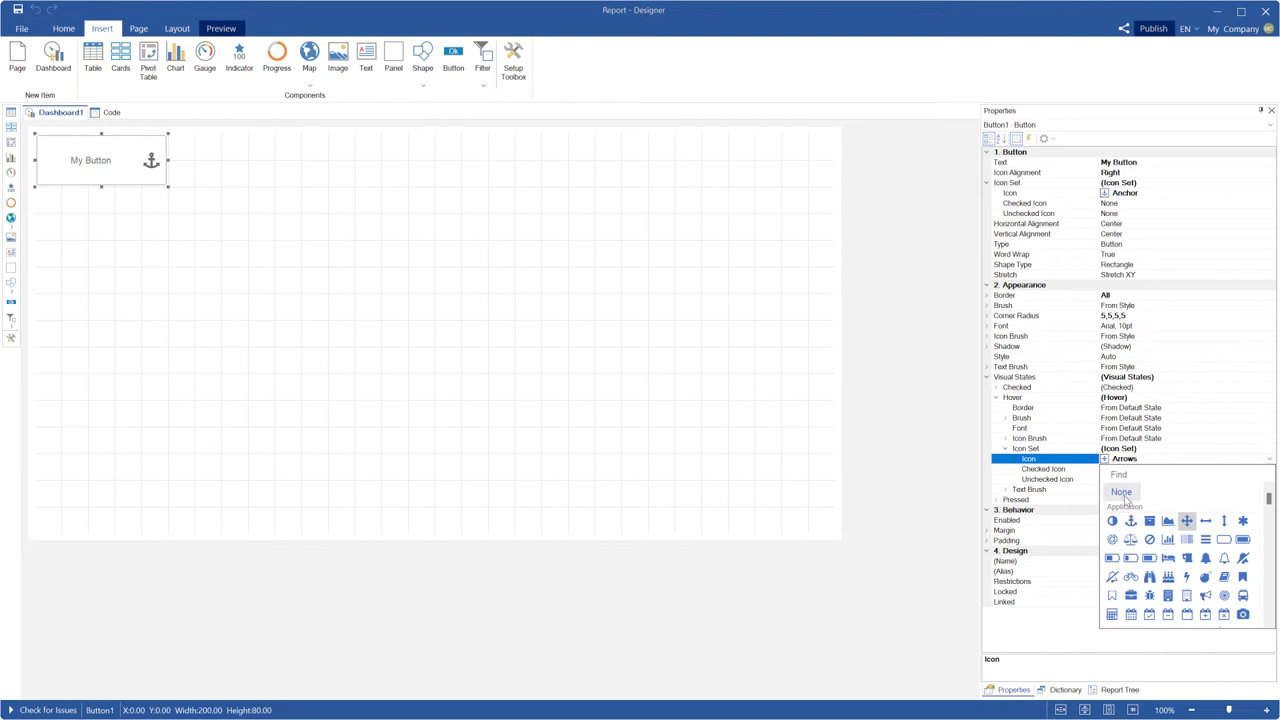 Report - Designer
File Home Insert Page Layout Preview Publish EN My Company MC
Page Dashboard Table Cards Pivot Table Chart Gauge 100 Indicator Progress Map Image Text Panel Shape Ok Button Filter Setup Toolbox
New Item Components
Dashboard1 Code
My Button
Properties
Button1 : Button
1. Button
Text My Button
Icon Alignment Right
Icon Set (Icon Set)
Icon Anchor
Checked Icon None
Unchecked Icon None
Horizontal Alignment Center
Vertical Alignment Center
Type Button
Word Wrap True
Shape Type Rectangle
Stretch Stretch XY
2. Appearance
Border All
Brush From Style
Corner Radius 5,5,5,5
Font Arial, 10pt
Icon Brush From Style
Shadow (Shadow)
Style Auto
Text Brush From Style
Visual States (Visual States)
Checked (Checked)
Hover (Hover)
Border From Default State
Brush From Default State
Font From Default State
Icon Brush From Default State
Icon Set (Icon Set)
Icon Arrows
Checked Icon
Unchecked Icon
Text Brush
Pressed
3. Behavior
Enabled
Margin
Padding
4. Design
(Name)
(Alias)
Restrictions
Locked
Linked
Find
None
Application
Icon
Properties Dictionary Report Tree
Check for Issues Button1 X:0.00 Y:0.00 Width:200.00 Height:80.00 100%